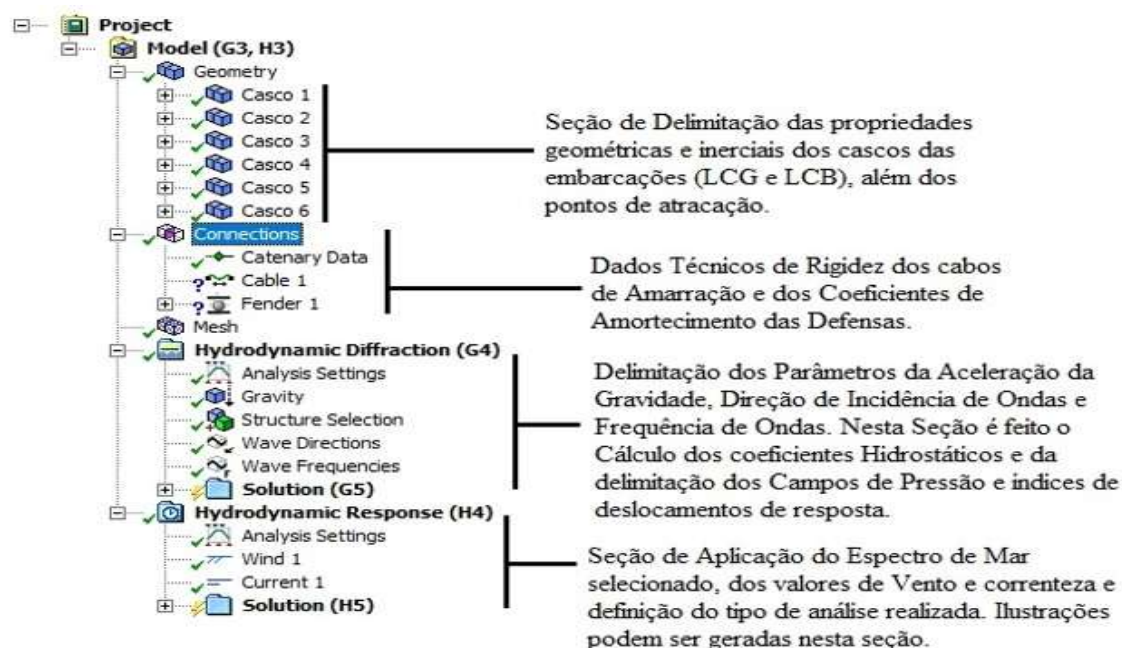 Project
Model (G3, H3)
Geometry
Casco 1
Casco 2
Casco 3
Casco 4
Casco 5
Casco 6
Seção de Delimitação das propriedades
geométricas e inerciais dos cascos das
embarcações (LCG e LCB), além dos
pontos de atracação.
Connections
Catenary Data
Cable 1
Fender 1
Dados Técnicos de Rigidez dos cabos
de Amarração e dos Coeficientes de
Amortecimento das Defensas.
Mesh
Hydrodynamic Diffraction (G4)
Analysis Settings
Gravity
Structure Selection
Wave Directions
Wave Frequencies
Solution (G5)
Delimitação dos Parâmetros da Aceleração da
Gravidade, Direção de Incidência de Ondas e
Frequência de Ondas. Nesta Seção é feito o
Cálculo dos coeficientes Hidrostáticos e da
delimitação dos Campos de Pressão e indices de
deslocamentos de resposta.
Hydrodynamic Response (H4)
Analysis Settings
Wind 1
Current 1
Solution (H5)
Seção de Aplicação do Espectro de Mar
selecionado, dos valores de Vento e correnteza e
definição do tipo de análise realizada. Ilustrações
podem ser geradas nesta seção.